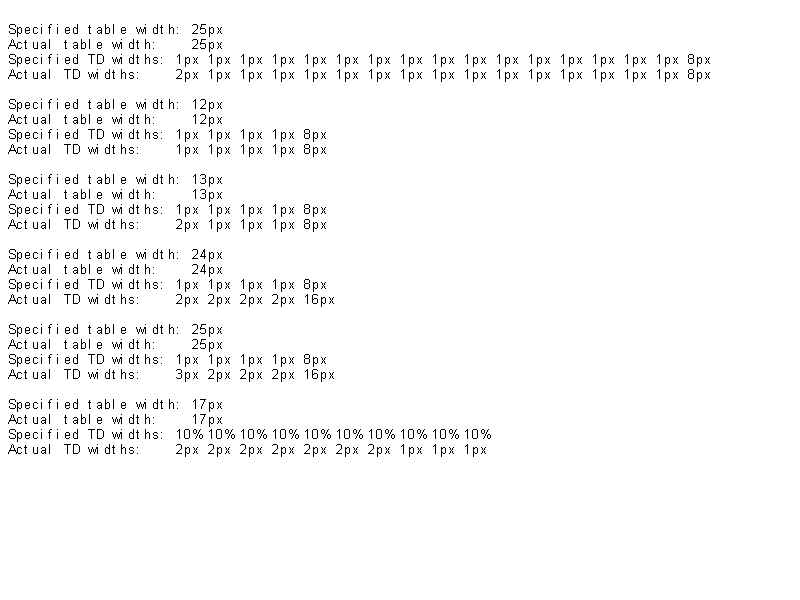 Specified table width: 25px
Actual table width: 25px
Specified TD widths: 1px 1px 1px 1px 1px 1px 1px 1px 1px 1px 1px 1px 1px 1px 1px 1px 8px
Actual TD widths: 2px 1px 1px 1px 1px 1px 1px 1px 1px 1px 1px 1px 1px 1px 1px 1px 8px
Specified table width: 12px
Actual table width: 12px
Specified TD widths: 1px 1px 1px 1px 8px
Actual TD widths: 1px 1px 1px 1px 8px
Specified table width: 13px
Actual table width: 13px
Specified TD widths: 1px 1px 1px 1px 8px
Actual TD widths: 2px 1px 1px 1px 8px
Specified table width: 24px
Actual table width: 24px
Specified TD widths: 1px 1px 1px 1px 8px
Actual TD widths: 2px 2px 2px 2px 16px
Specified table width: 25px
Actual table width: 25px
Specified TD widths: 1px 1px 1px 1px 8px
Actual TD widths: 3px 2px 2px 2px 16px
Specified table width: 17px
Actual table width: 17px
Specified TD widths: 10% 10% 10% 10% 10% 10% 10% 10% 10% 10%
Actual TD widths: 2px 2px 2px 2px 2px 2px 2px 1px 1px 1px